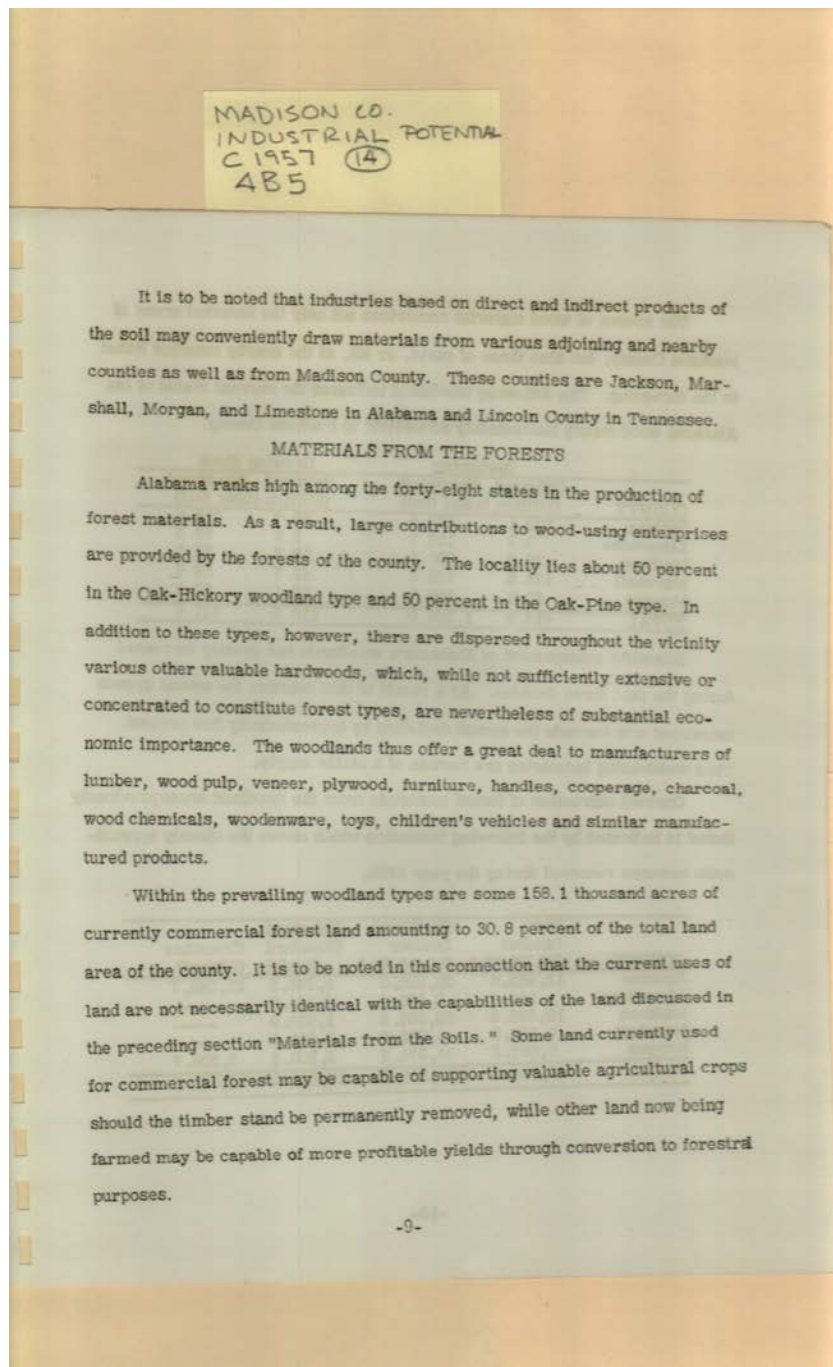 MADISON CO.
INDUSTRIAL POTENTIAL
C 1957 14
4B5
It is to be noted that industries based on direct and indirect products of
the soil may conveniently draw materials from various adjoining and nearby
counties as well as from Madison County. These counties are Jackson, Mar-
shall, Morgan, and Limestone in Alabama and Lincoln County in Tennessee.
MATERIALS FROM THE FORESTS
Alabama ranks high among the forty-eight states in the production of
forest materials. As a result, large contributions to wood-using enterprises
are provided by the forests of the county. The locality lies about 50 percent
in the Oak-Hickory woodland type and 50 percent in the Oak-Pine type. In
addition to these types, however, there are dispersed throughout the vicinity
various other valuable hardwoods, which, while not sufficiently extensive or
concentrated to constitute forest types, are nevertheless of substantial eco-
nomic importance. The woodlands thus offer a great deal to manufacturers of
lumber, wood pulp, veneer, plywood, furniture, handles, cooperage, charcoal,
wood chemicals, woodenware, toys, children's vehicles and similar manufac-
tured products.
Within the prevailing woodland types are some 158.1 thousand acres of
currently commercial forest land amounting to 30.8 percent of the total land
area of the county. It is to be noted in this connection that the current uses of
land are not necessarily identical with the capabilities of the land discussed in
the preceding section "Materials from the Soils." Some land currently used
for commercial forest may be capable of supporting valuable agricultural crops
should the timber stand be permanently removed, while other land now being
farmed may be capable of more profitable yields through conversion to forestral
purposes.
-9-